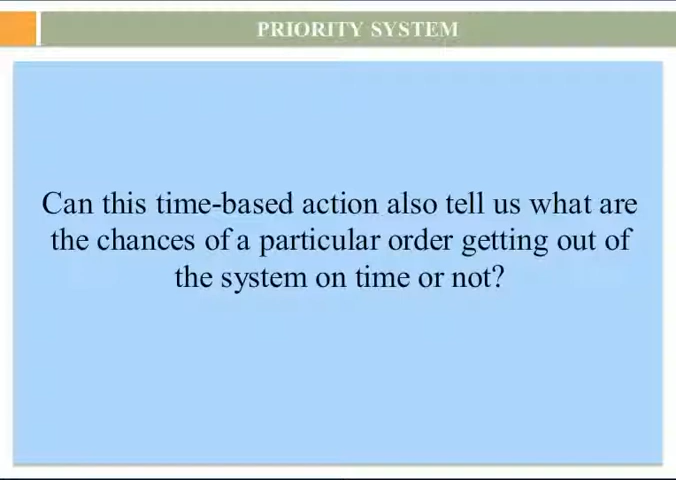 PRIORITY SYSTEM
Can this time-based action also tell us what are
the chances of a particular order getting out of
the system on time or not?